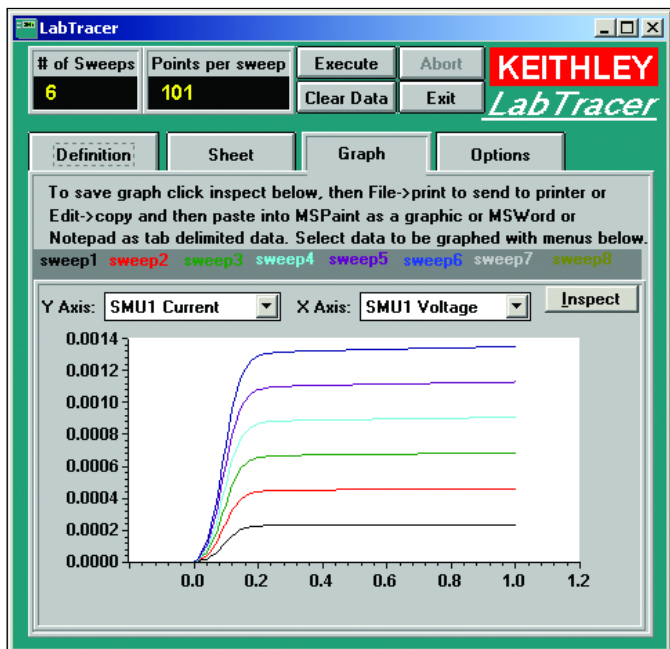 LabTracer
# of Sweeps
Points per sweep
Execute
Abort
KEITHLEY
6
101
Clear Data
Exit
LabTracer
Definition
Sheet
Graph
Options
To save graph click inspect below, then File->print to send to printer or
Edit->copy and then paste into MSPaint as a graphic or MSWord or
Notepad as tab delimited data. Select data to be graphed with menus below.
sweep1 sweep2 sweep3 sweep4 sweep5 sweep6 sweep7 sweep8
Y Axis: SMU1 Current X Axis: SMU1 Voltage Inspect
0.0014
0.0012
0.0010
0.0008
0.0006
0.0004
0.0002
0.0000
0.0 0.2 0.4 0.6 0.8 1.0 1.2